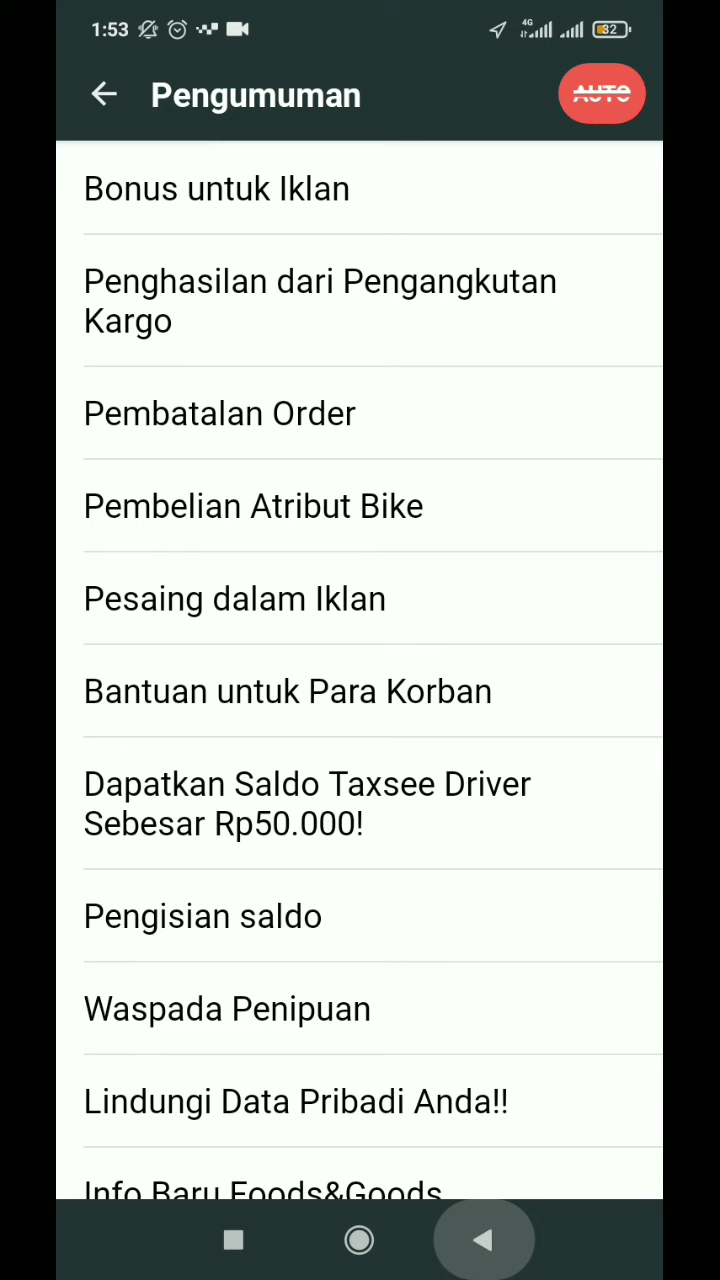 1:53
4G
32
Pengumuman
AUTO
Bonus untuk Iklan
Penghasilan dari Pengangkutan
Kargo
Pembatalan Order
Pembelian Atribut Bike
Pesaing dalam Iklan
Bantuan untuk Para Korban
Dapatkan Saldo Taxsee Driver
Sebesar Rp50.000!
Pengisian saldo
Waspada Penipuan
Lindungi Data Pribadi Anda!!
Info Baru Foods&Goods